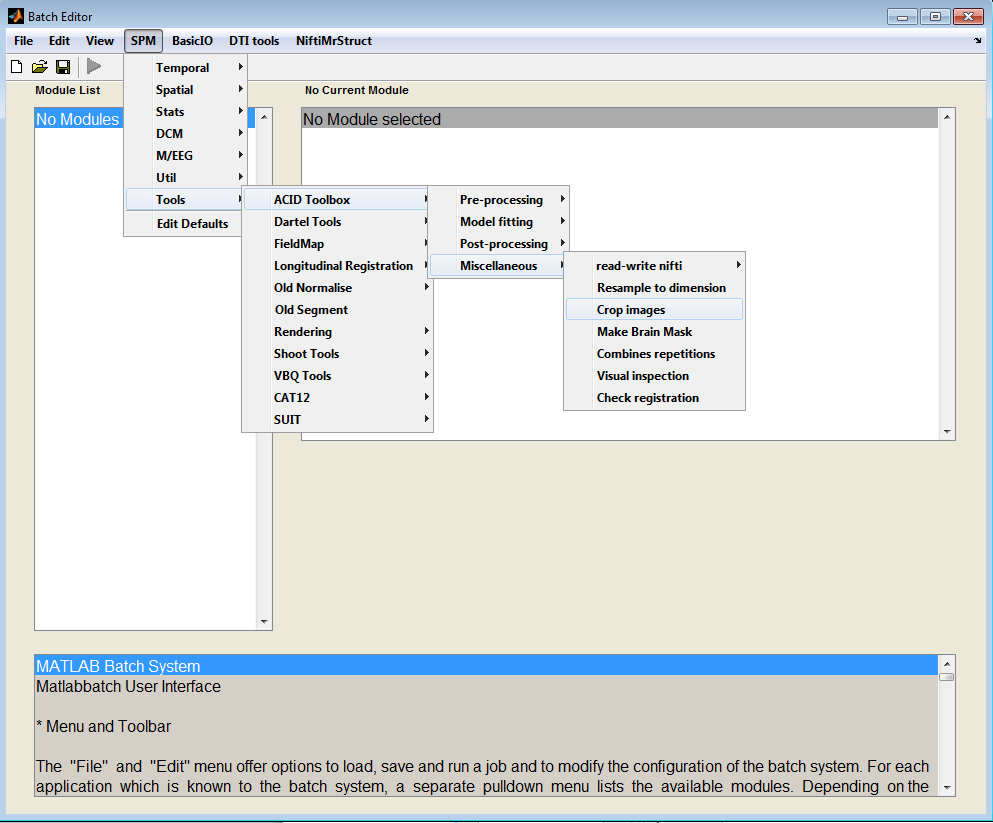 Batch Editor
File Edit View SPM BasicIO DTI tools NiftiMrStruct
Module List
No Current Module
No Modules
No Module selected
Temporal
Spatial
Stats
DCM
M/EEG
Util
Tools
Edit Defaults
ACID Toolbox
Dartel Tools
FieldMap
Longitudinal Registration
Old Normalise
Old Segment
Rendering
Shoot Tools
VBQ Tools
CAT12
SUIT
Pre-processing
Model fitting
Post-processing
Miscellaneous
read-write nifti
Resample to dimension
Crop images
Make Brain Mask
Combines repetitions
Visual inspection
Check registration
MATLAB Batch System
Matlabbatch User Interface
* Menu and Toolbar
The "File" and "Edit" menu offer options to load, save and run a job and to modify the configuration of the batch system. For each
application which is known to the batch system, a separate pulldown menu lists the available modules. Depending on the